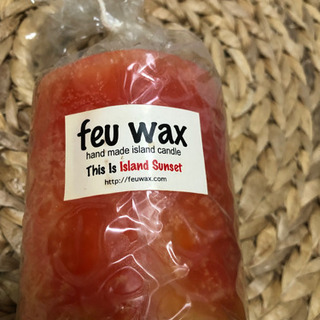 feu wax
hand made island candle
This Is Island Sunset
http://feuwax.com